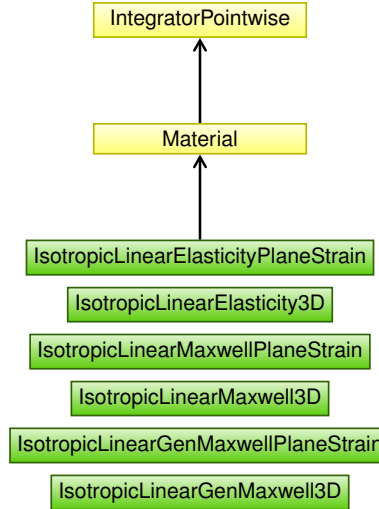 IntegratorPointwise
Material
IsotropicLinearElasticityPlaneStrain
IsotropicLinearElasticity3D
IsotropicLinearMaxwellPlaneStrain
IsotropicLinearMaxwell3D
IsotropicLinearGenMaxwellPlaneStrain
IsotropicLinearGenMaxwell3D